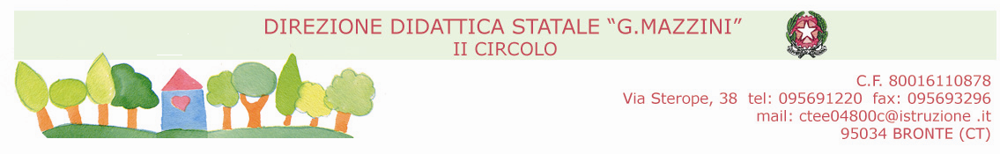 DIREZIONE DIDATTICA STATALE “G.MAZZINI”
II CIRCOLO
C.F. 80016110878
Via Sterope, 38 tel: 095691220 fax: 095693296
mail: ctee04800c@istruzione .it
95034 BRONTE (CT)